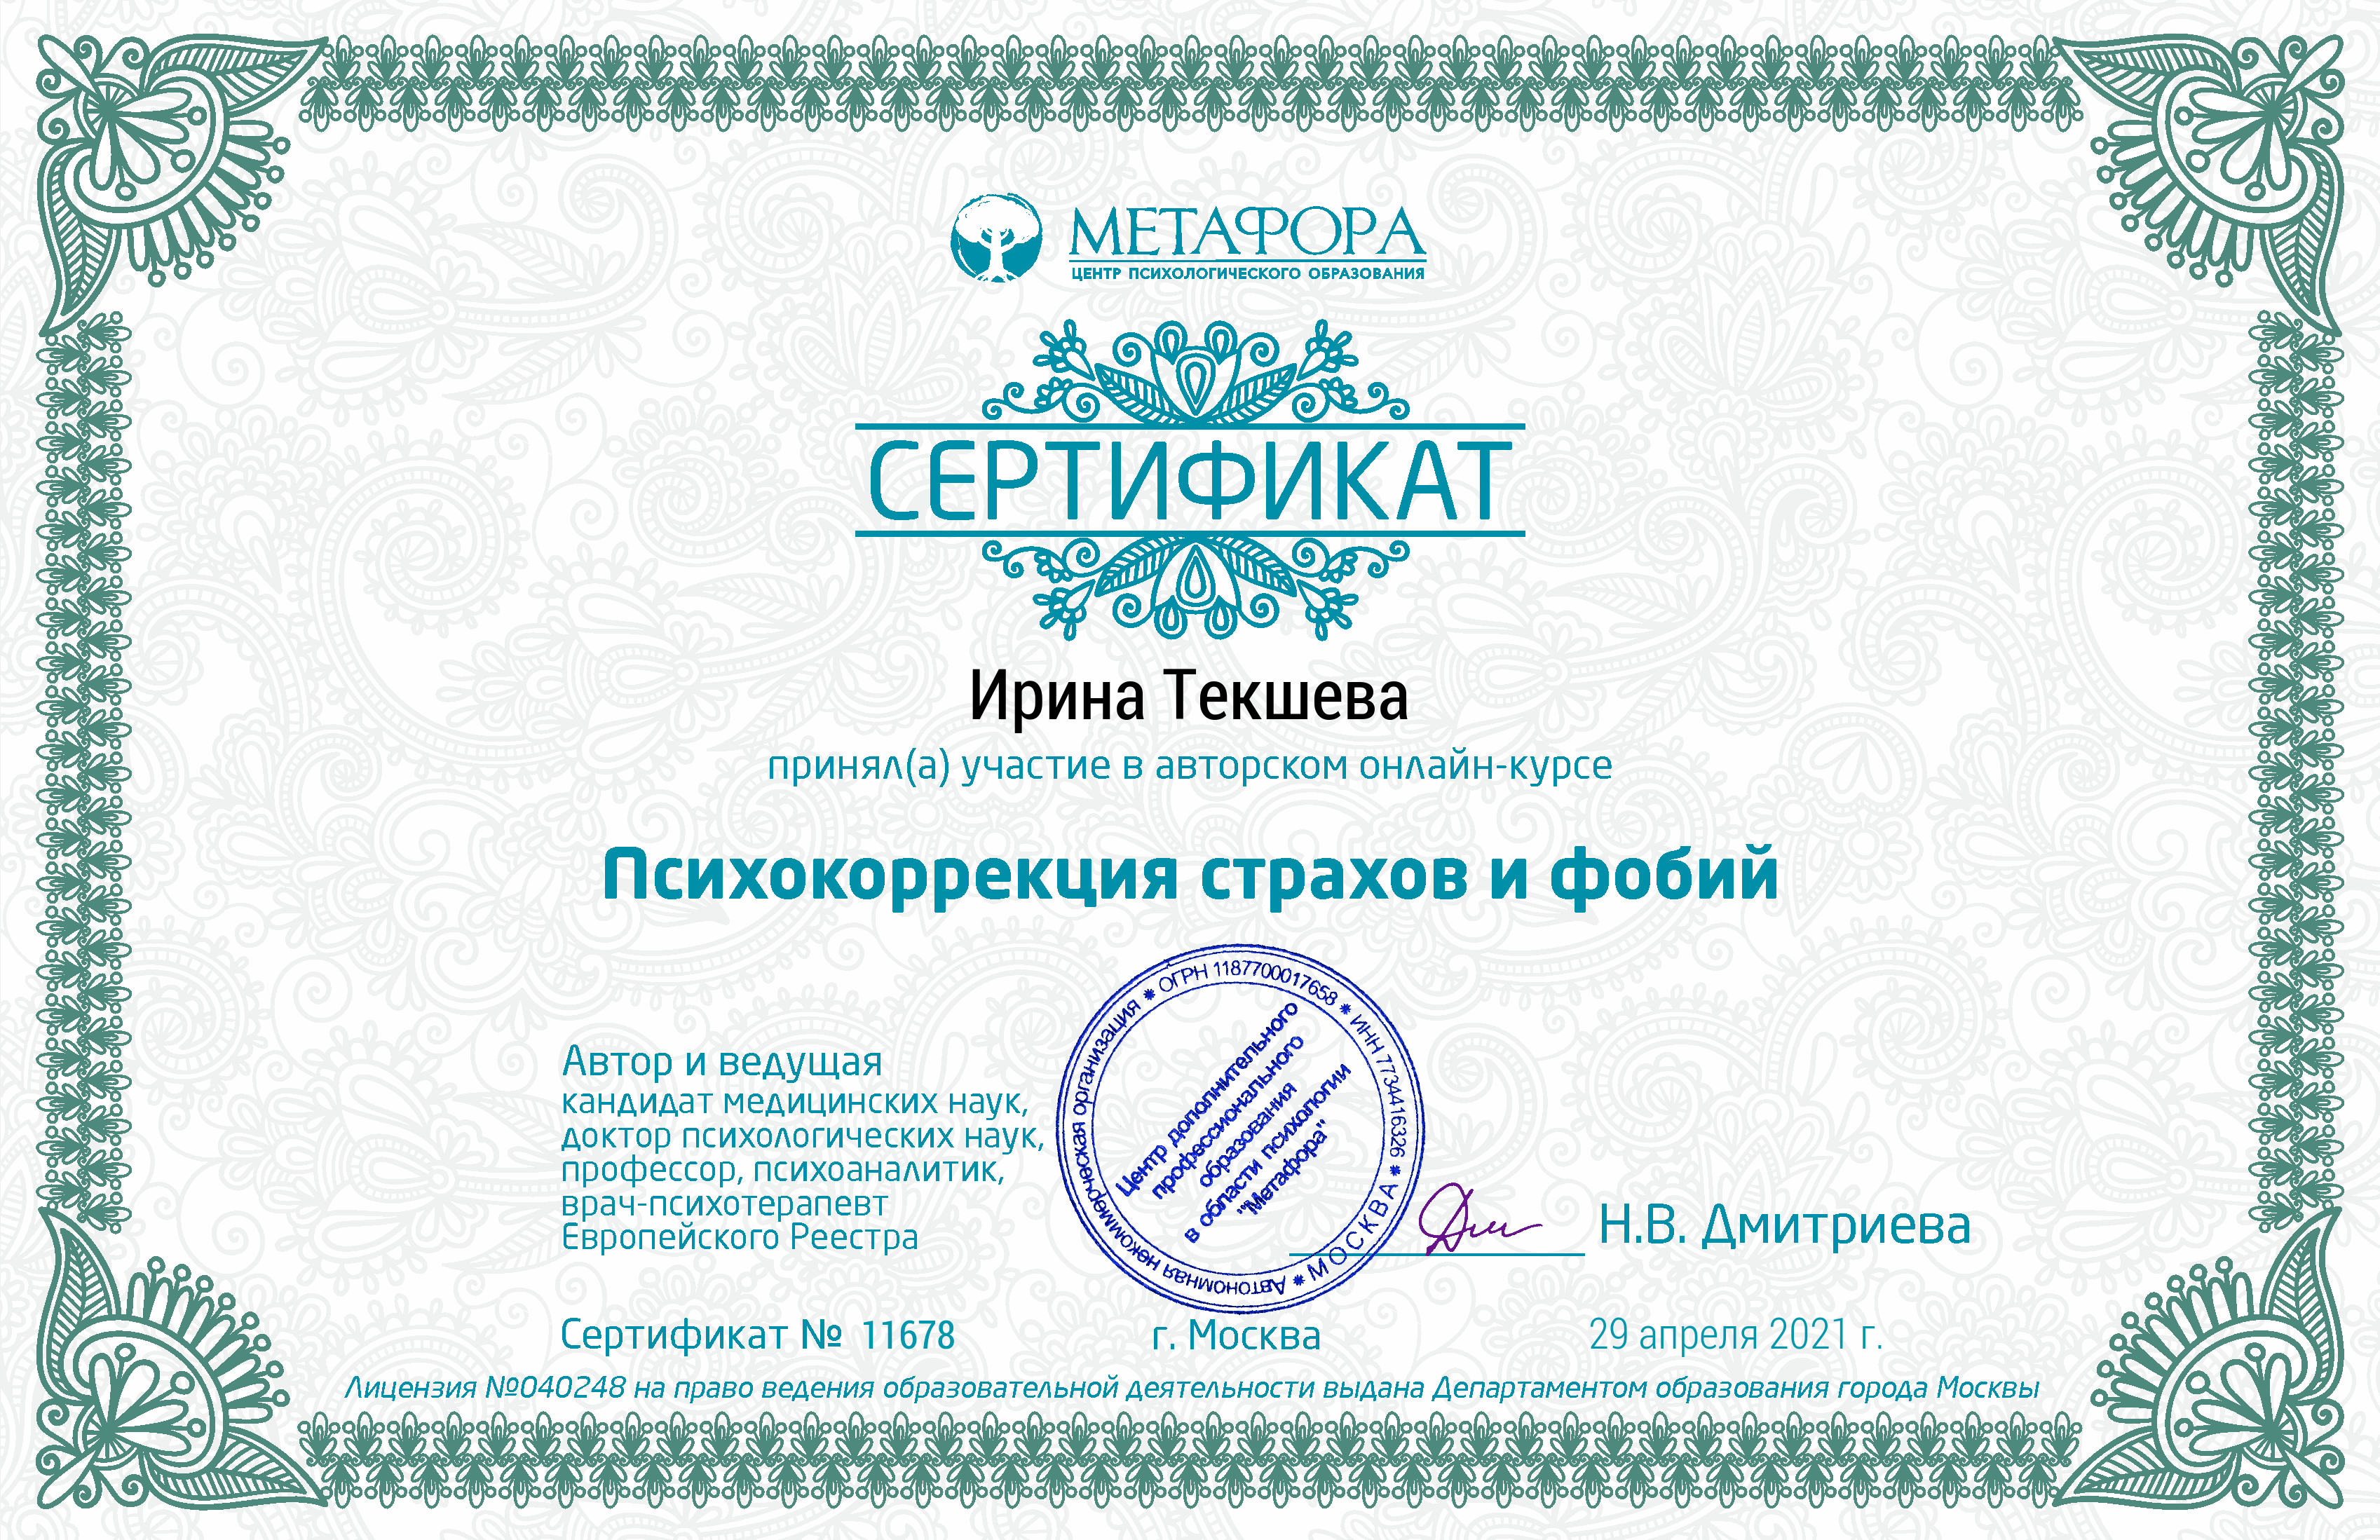 МЕТАФОРА
ЦЕНТР ПСИХОЛОГИЧЕСКОГО ОБРАЗОВАНИЯ
СЕРТИФИКАТ
Ирина Текшева
принял(а) участие в авторском онлайн-курсе
Психокоррекция страхов и фобий
Автор и ведущая
кандидат медицинских наук,
доктор психологических наук,
профессор, психоаналитик,
врач-психотерапевт
Европейского Реестра
Автономная некоммерческая организация * ОГРН 1187700017658 * ИНН 7734416326 * МОСКВА *
Центр дополнительного
профессионального
образования
в области психологии
"Метафора"
Н.В. Дмитриева
Сертификат № 11678
г. Москва
29 апреля 2021 г.
Лицензия №040248 на право ведения образовательной деятельности выдана Департаментом образования города Москвы